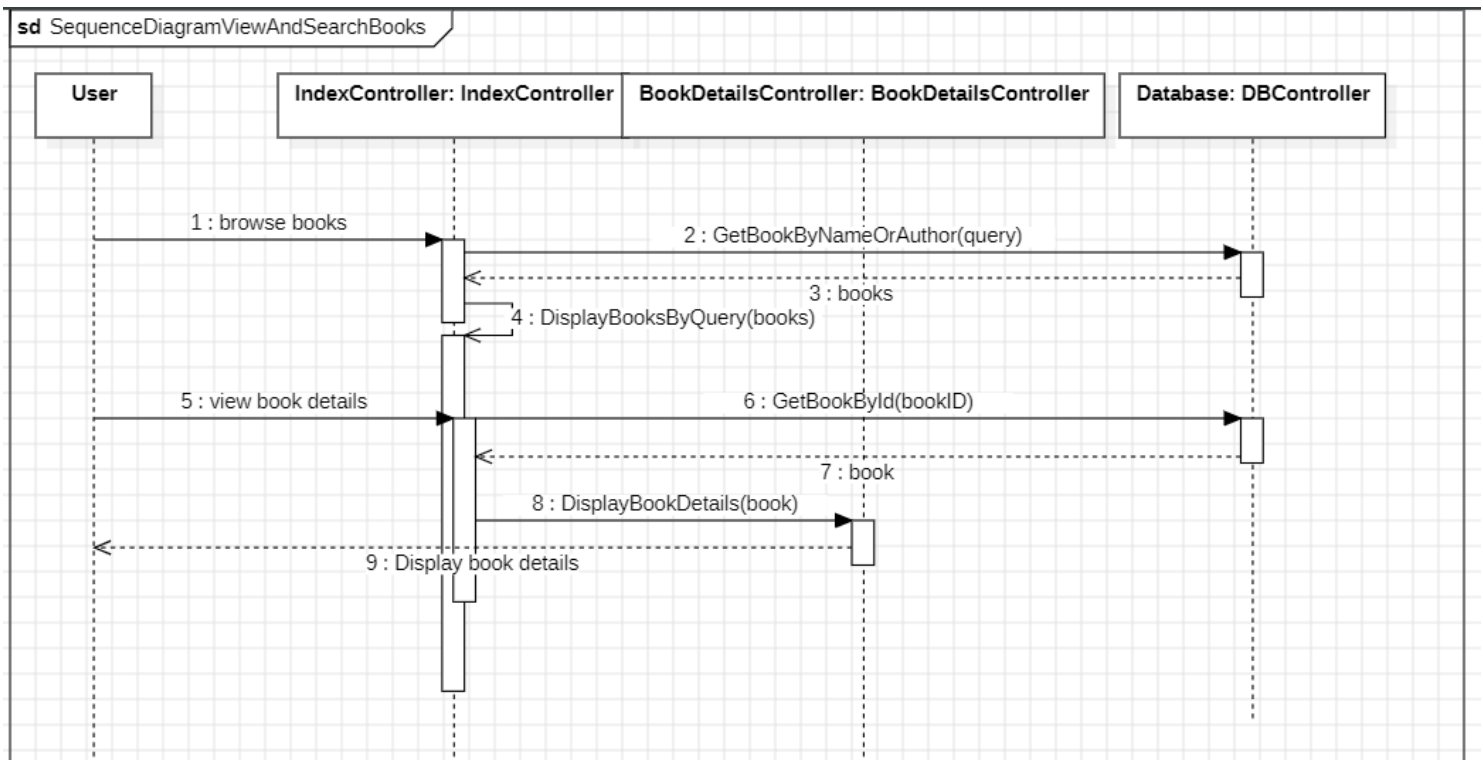 sd SequenceDiagramViewAndSearchBooks
User
IndexController: IndexController
BookDetailsController: BookDetailsController
Database: DBController
1 : browse books
2 : GetBookByNameOrAuthor(query)
3 : books
4 : DisplayBooksByQuery(books)
5 : view book details
6 : GetBookById(bookID)
7 : book
8 : DisplayBookDetails(book)
9 : Display book details